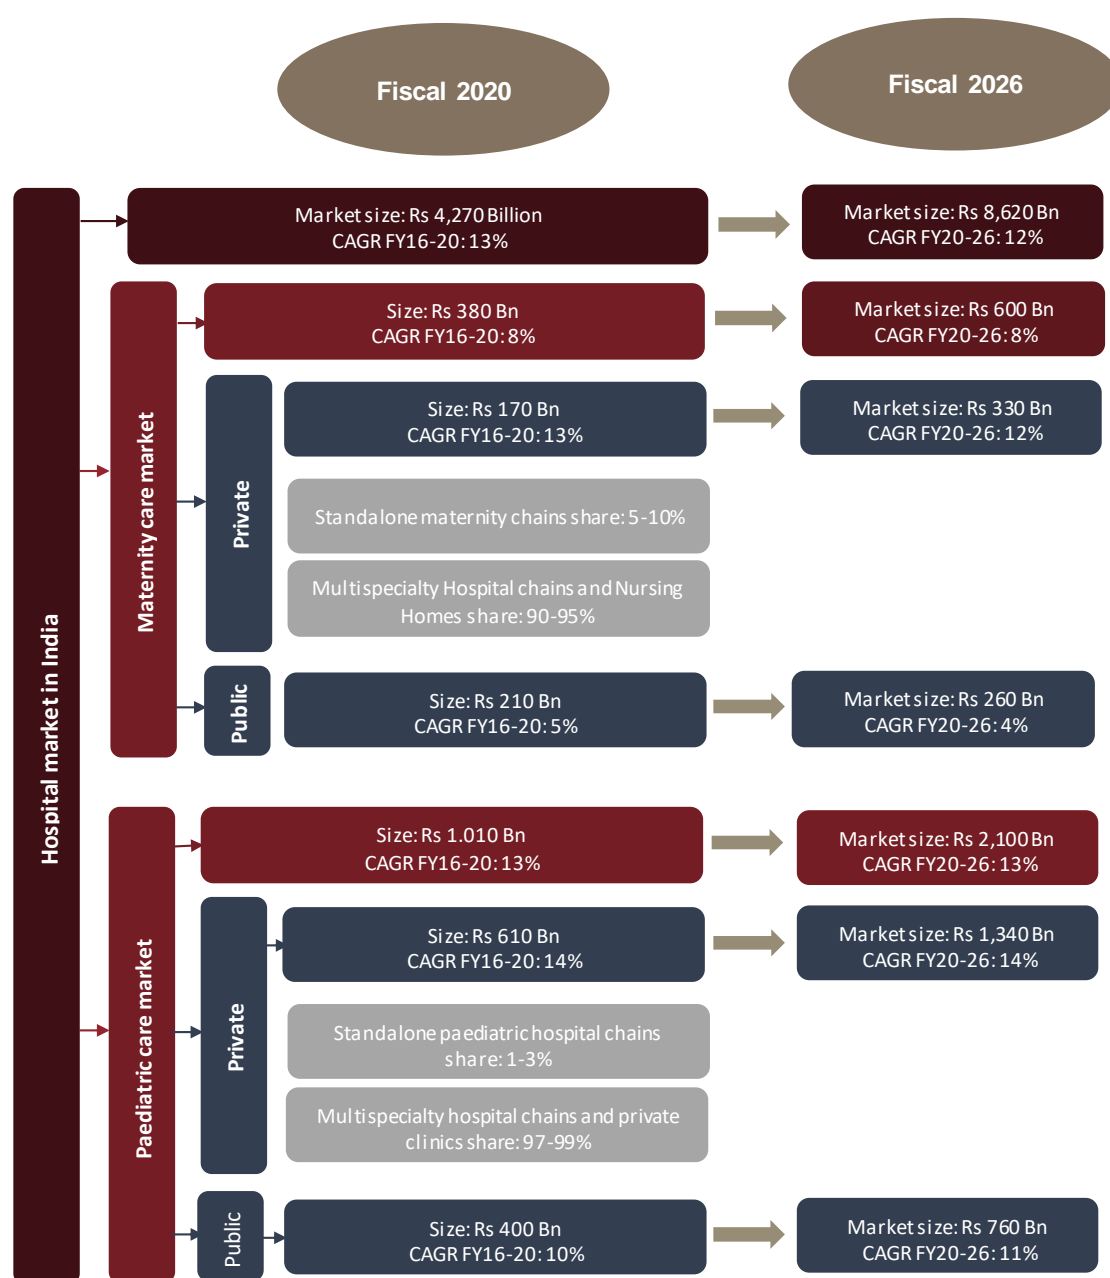 Fiscal 2020
Fiscal 2026
Hospital market in India
Market size: Rs 4,270 Billion
CAGR FY16-20: 13%
Market size: Rs 8,620 Bn
CAGR FY20-26: 12%
Maternity care market
Size: Rs 380 Bn
CAGR FY16-20: 8%
Market size: Rs 600 Bn
CAGR FY20-26: 8%
Private
Size: Rs 170 Bn
CAGR FY16-20: 13%
Market size: Rs 330 Bn
CAGR FY20-26: 12%
Standalone maternity chains share: 5-10%
Multispecialty Hospital chains and Nursing
Homes share: 90-95%
Public
Size: Rs 210 Bn
CAGR FY16-20: 5%
Market size: Rs 260 Bn
CAGR FY20-26: 4%
Paediatric care market
Size: Rs 1.010 Bn
CAGR FY16-20: 13%
Market size: Rs 2,100 Bn
CAGR FY20-26: 13%
Private
Size: Rs 610 Bn
CAGR FY16-20: 14%
Market size: Rs 1,340 Bn
CAGR FY20-26: 14%
Standalone paediatric hospital chains
share: 1-3%
Multispecialty hospital chains and private
clinics share: 97-99%
Public
Size: Rs 400 Bn
CAGR FY16-20: 10%
Market size: Rs 760 Bn
CAGR FY20-26: 11%